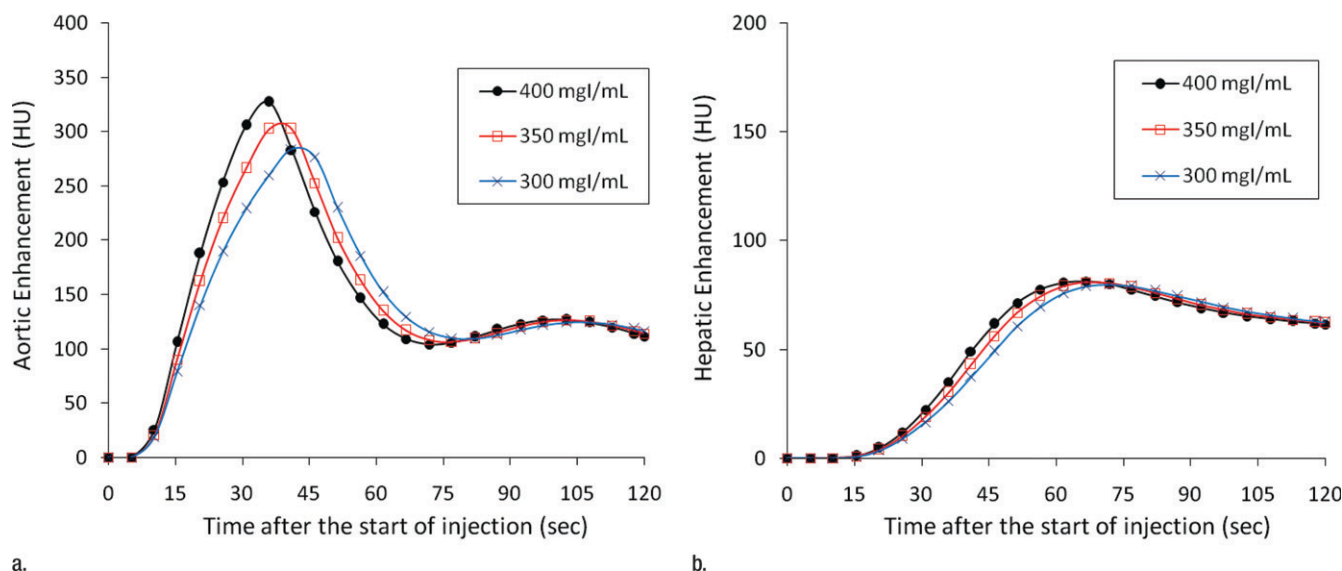 400
350
300
250
200
150
100
50
0
Aortic Enhancement (HU)
400 mgI/mL
350 mgI/mL
300 mgI/mL
0 15 30 45 60 75 90 105 120
Time after the start of injection (sec)
a.
200
150
100
50
0
Hepatic Enhancement (HU)
400 mgI/mL
350 mgI/mL
300 mgI/mL
0 15 30 45 60 75 90 105 120
Time after the start of injection (sec)
b.